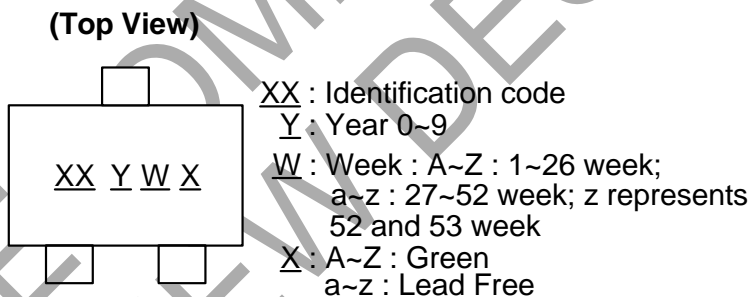 (Top View)
XX : Identification code
Y : Year 0~9
W : Week : A~Z : 1~26 week;
XX Y W X
a~z : 27~52 week; z represents
52 and 53 week
X : A~Z : Green
a~z : Lead Free